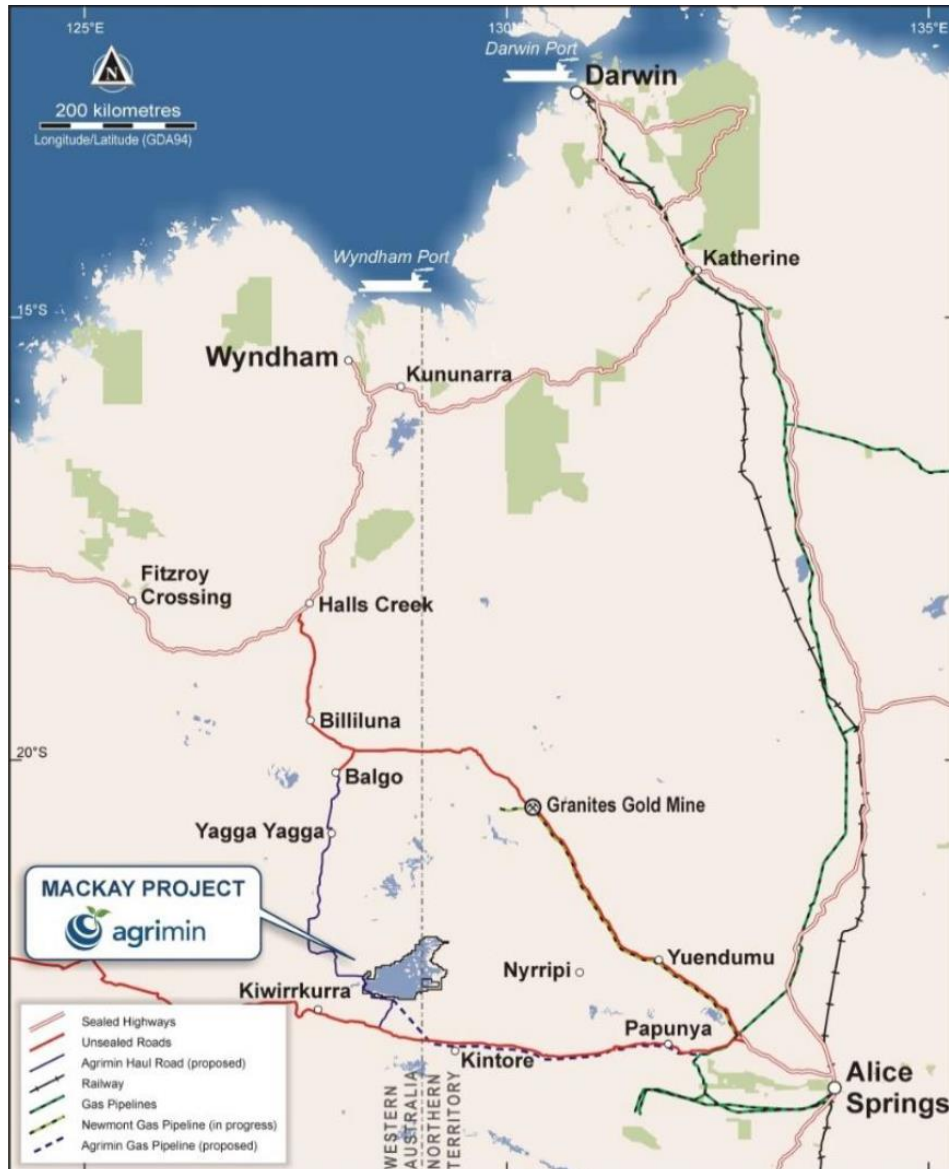 125°E
130°E
135°E
N
200 kilometres
Longitude/Latitude (GDA94)
Darwin Port
Darwin
Katherine
Wyndham Port
15°S
Wyndham
Kununarra
Fitzroy
Crossing
Halls Creek
Billiluna
20°S
Balgo
Granites Gold Mine
Yagga Yagga
MACKAY PROJECT
agrimin
Yuendumu
Nyrripi
Kiwirrkurra
Papunya
Kintore
Alice
Springs
WESTERN
AUSTRALIA
NORTHERN
TERRITORY
Sealed Highways
Unsealed Roads
Agrimin Haul Road (proposed)
Railway
Gas Pipelines
Newmont Gas Pipeline (in progress)
Agrimin Gas Pipeline (proposed)